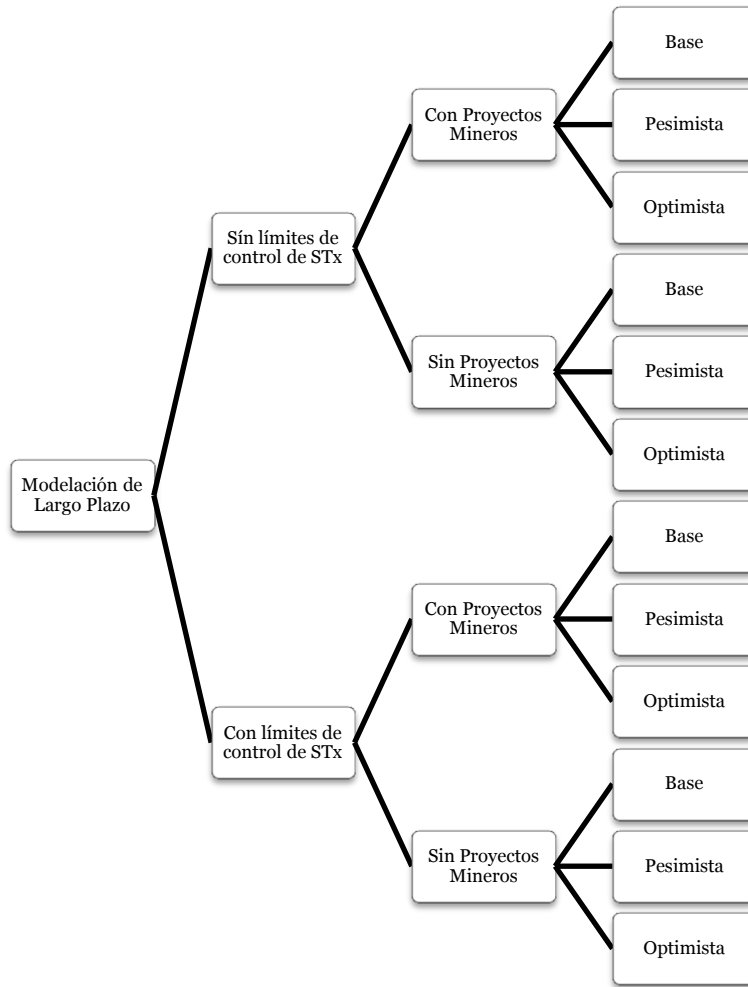 Modelación de
Largo Plazo
Sín límites de
control de STx
Con Proyectos
Mineros
Base
Pesimista
Optimista
Sin Proyectos
Mineros
Base
Pesimista
Optimista
Con límites de
control de STx
Con Proyectos
Mineros
Base
Pesimista
Optimista
Sin Proyectos
Mineros
Base
Pesimista
Optimista